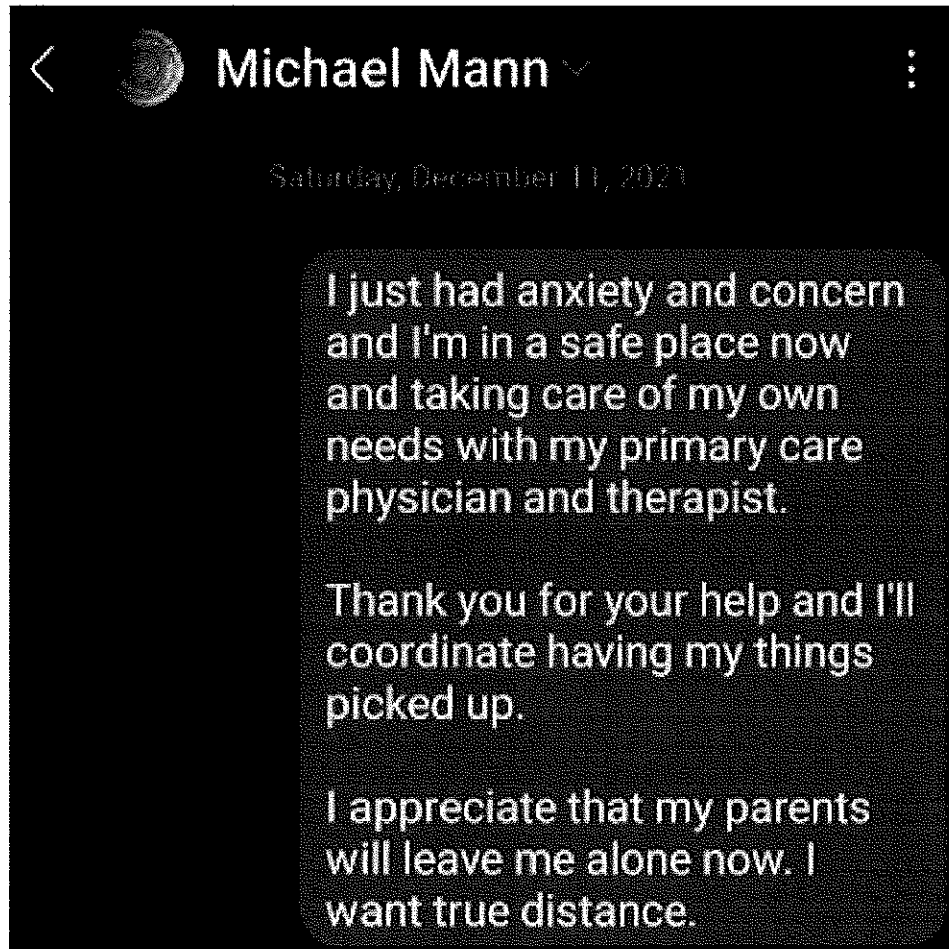 Michael Mann
Saturday, December 11, 2021
I just had anxiety and concern
and I'm in a safe place now
and taking care of my own
needs with my primary care
physician and therapist.
Thank you for your help and I'll
coordinate having my things
picked up.
I appreciate that my parents
will leave me alone now. I
want true distance.